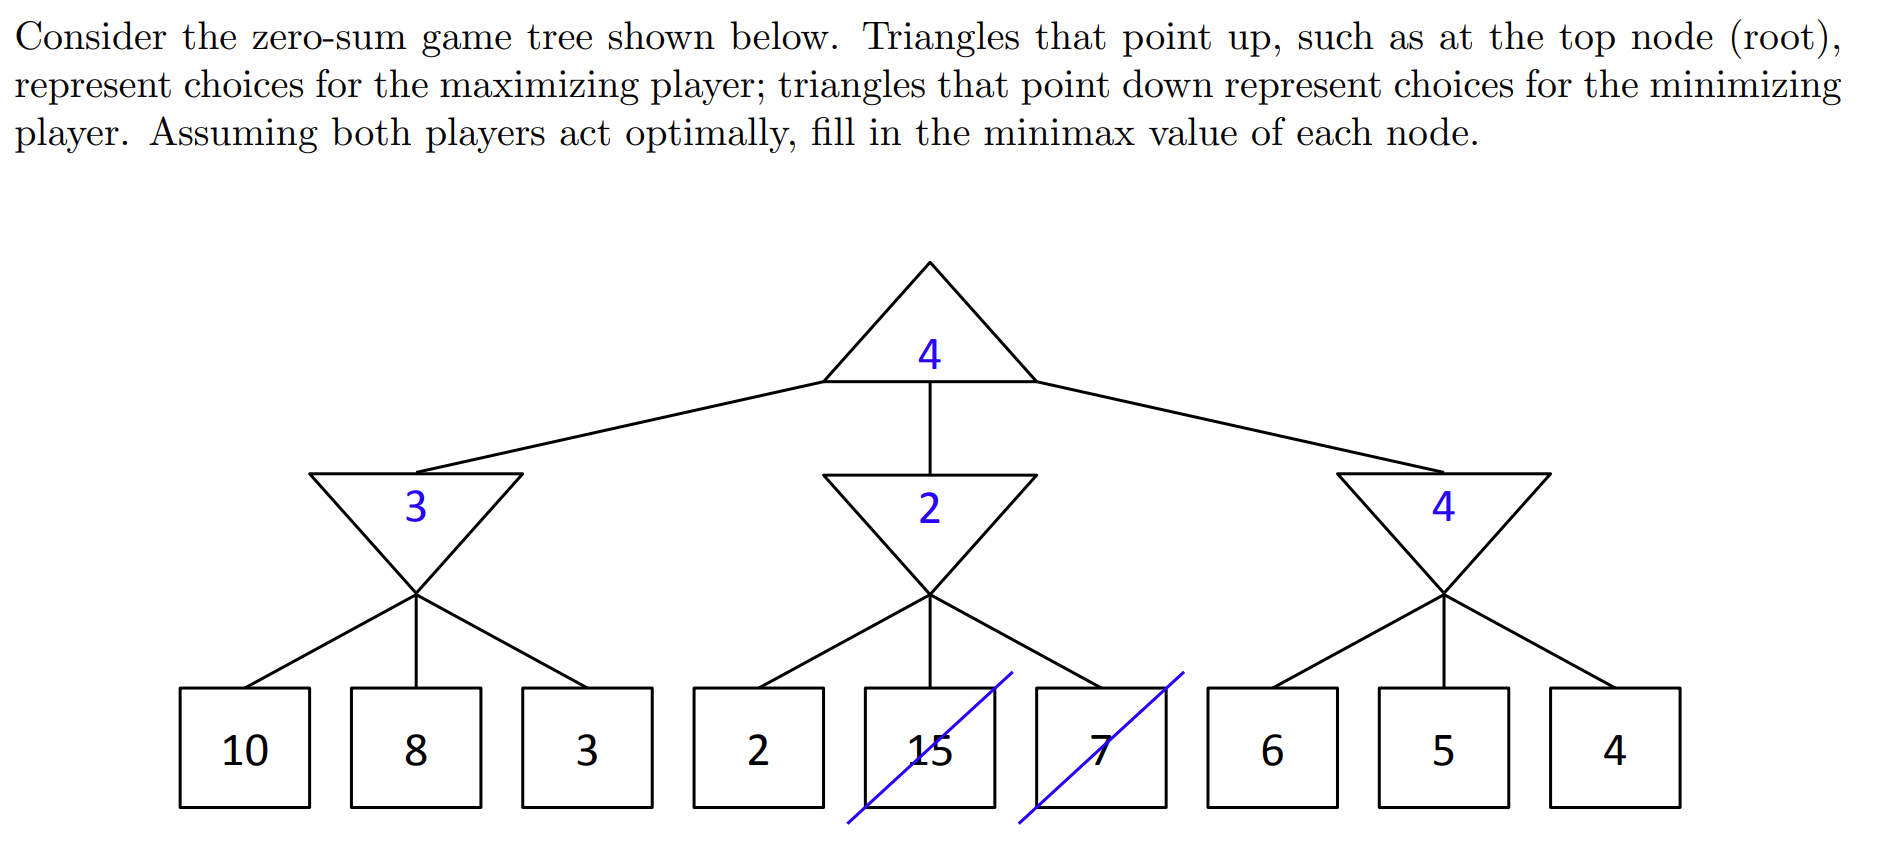 Consider the zero-sum game tree shown below. Triangles that point up, such as at the top node (root),
represent choices for the maximizing player; triangles that point down represent choices for the minimizing
player. Assuming both players act optimally, fill in the minimax value of each node.
4
3 2 4
10 8 3 2 15 7 6 5 4